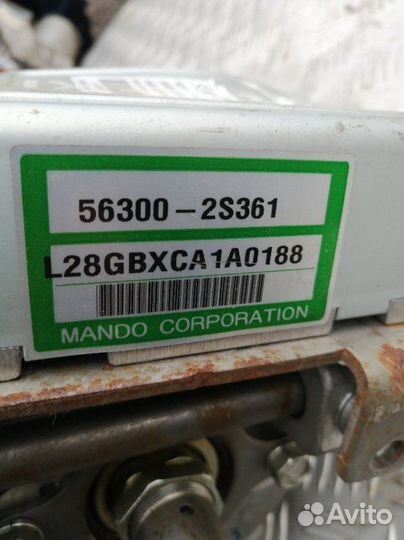 56300-2S361
L28GBXCA1A0188
MANDO CORPORATION
Avito